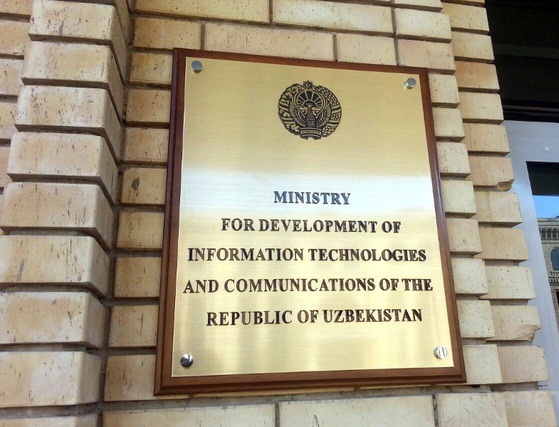 MINISTRY
FOR DEVELOPMENT OF
INFORMATION TECHNOLOGIES
AND COMMUNICATIONS OF THE
REPUBLIC OF UZBEKISTAN